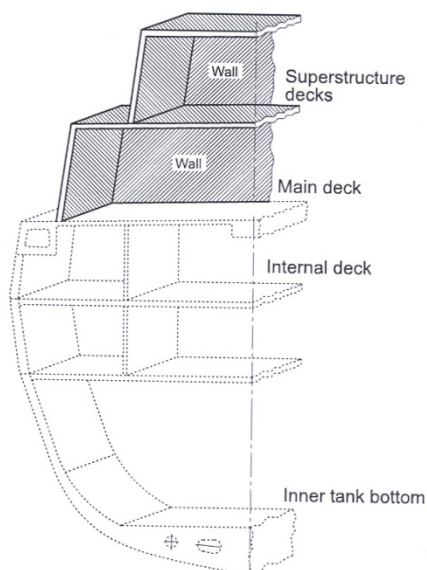 Wall
Superstructure
decks
Wall
Main deck
Internal deck
Inner tank bottom